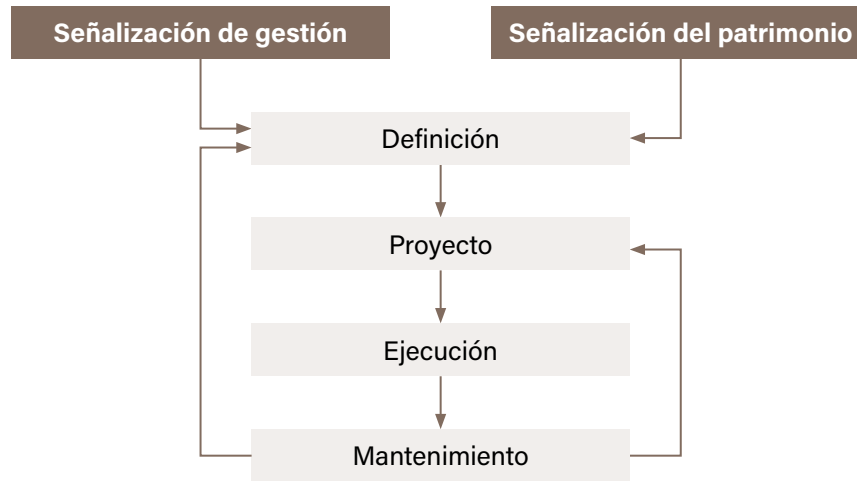 Señalización de gestión
Señalización del patrimonio
Definición
Proyecto
Ejecución
Mantenimiento